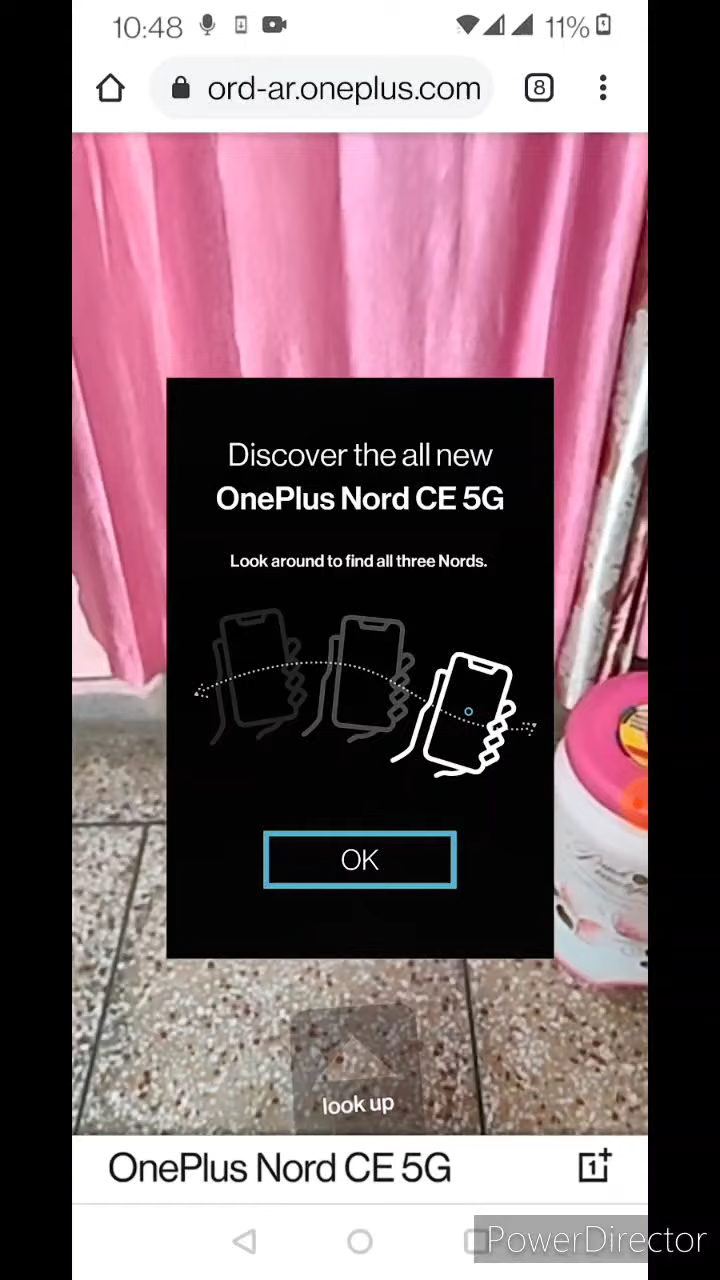 10:48
11%
ord-ar.oneplus.com
8
Discover the all new
OnePlus Nord CE 5G
Look around to find all three Nords.
OK
look up
OnePlus Nord CE 5G
PowerDirector